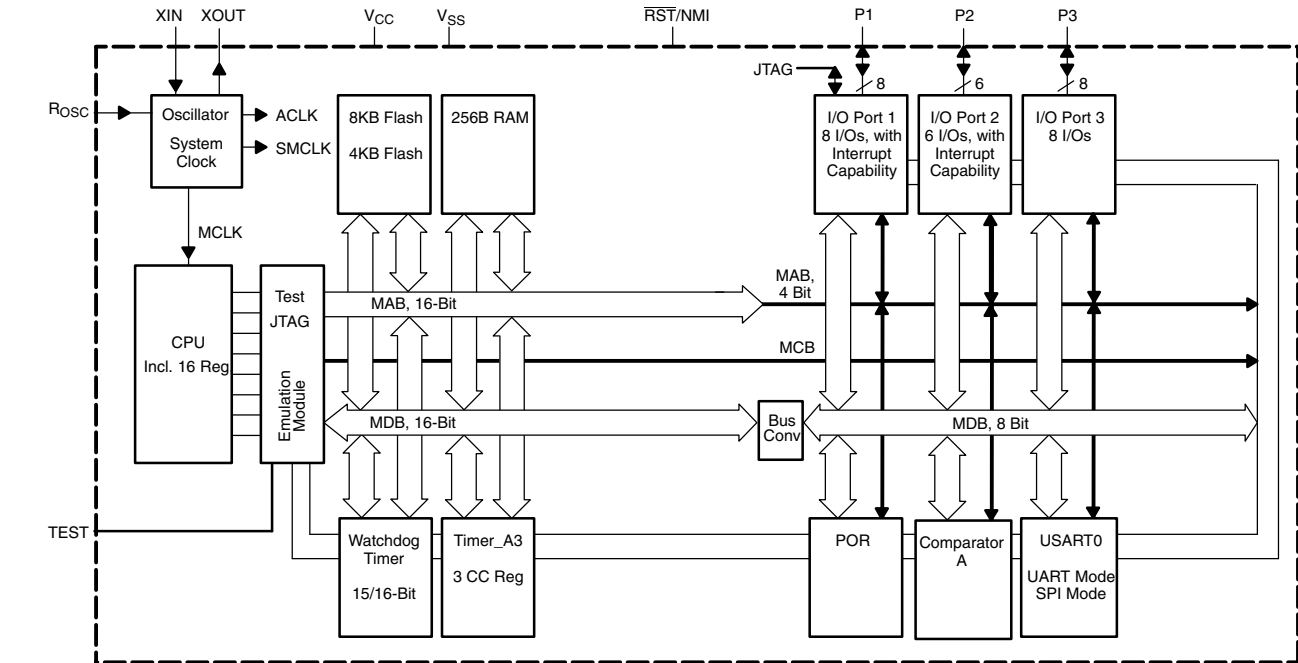 XIN
XOUT
VCC
VSS
RST/NMI
P1
P2
P3
JTAG
8
6
8
ROSC
Oscillator
System
Clock
ACLK
SMCLK
8KB Flash
4KB Flash
256B RAM
I/O Port 1
8 I/Os, with
Interrupt
Capability
I/O Port 2
6 I/Os, with
Interrupt
Capability
I/O Port 3
8 I/Os
MCLK
CPU
Incl. 16 Reg
Test
JTAG
Emulation
Module
MAB, 16-Bit
MAB,
4 Bit
MCB
MDB, 16-Bit
Bus
Conv
MDB, 8 Bit
TEST
Watchdog
Timer
15/16-Bit
Timer_A3
3 CC Reg
POR
Comparator
A
USART0
UART Mode
SPI Mode